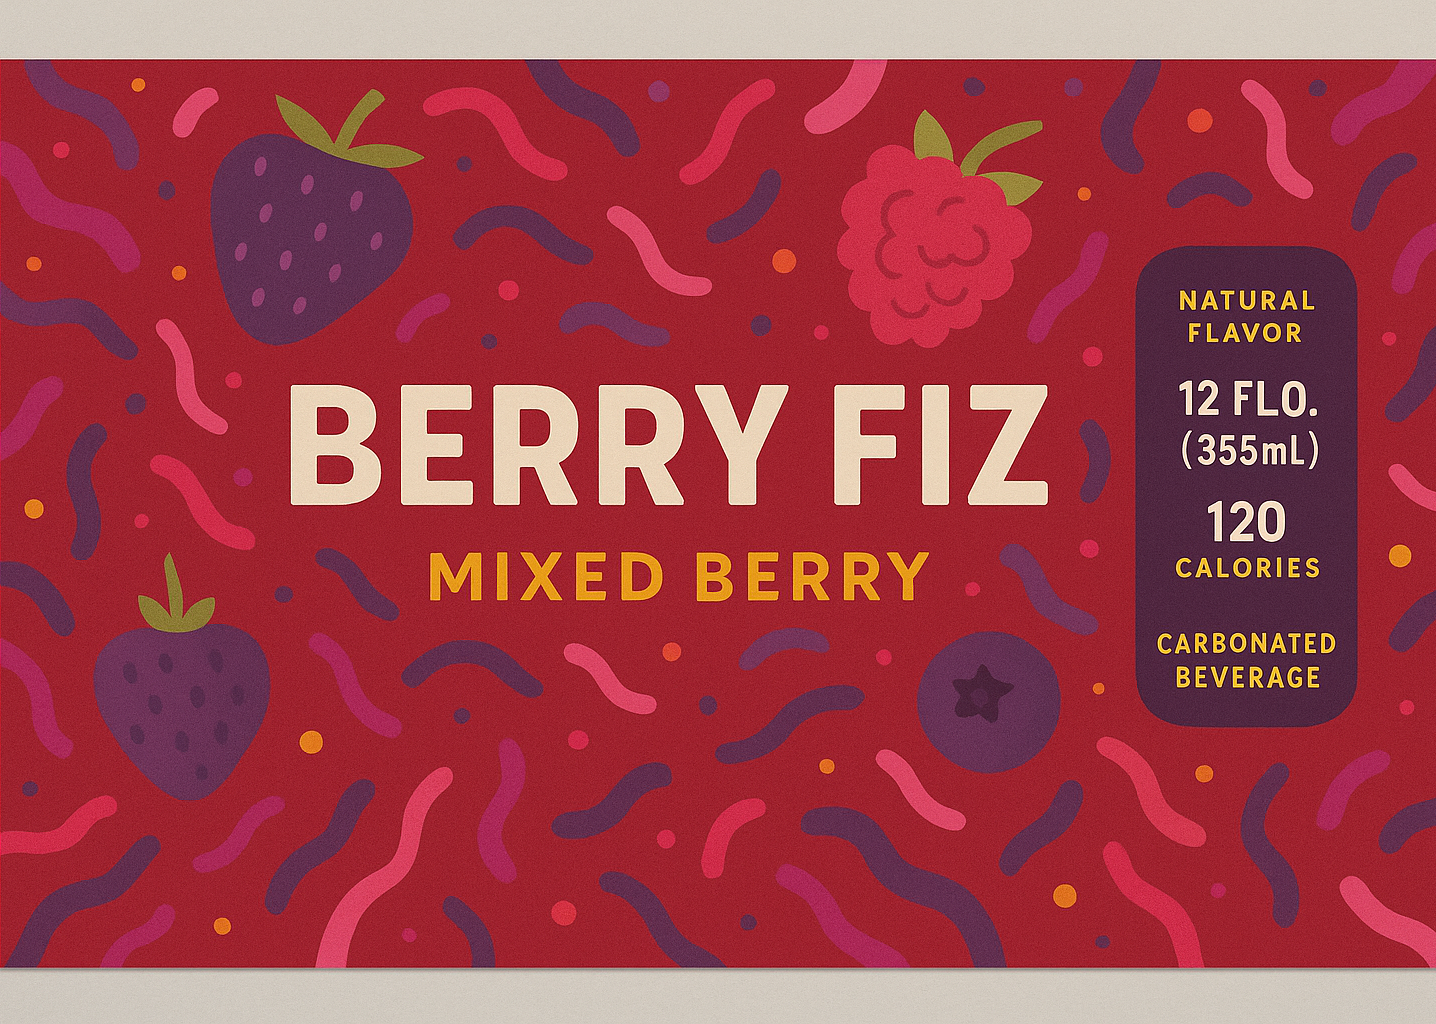 BERRY FIZ
MIXED BERRY
NATURAL
FLAVOR
12 FLO.
(355mL)
120
CALORIES
CARBONATED
BEVERAGE